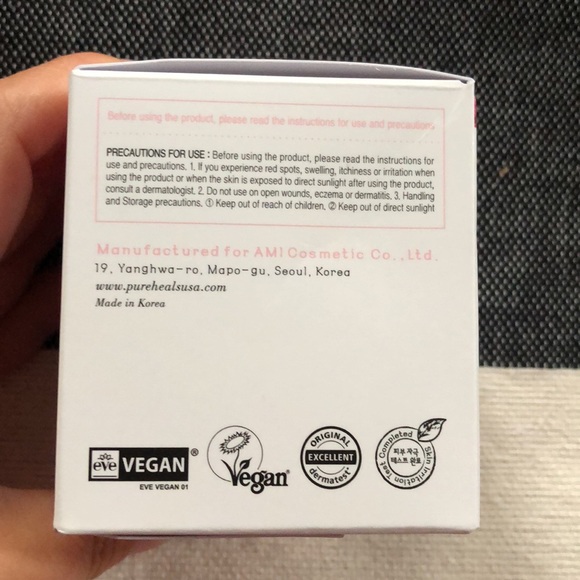 Before using the product, please read the instructions for use and precautions.
PRECAUTIONS FOR USE : Before using the product, please read the instructions for
use and precautions. 1. If you experience red spots, swelling, itchiness or irritation when
using the product or when the skin is exposed to direct sunlight after using the product,
consult a dermatologist. 2. Do not use on open wounds, eczema or dermatitis. 3. Handling
and Storage precautions. ① Keep out of reach of children. ② Keep out of direct sunlight
Manufactured for AMI Cosmetic Co., Ltd.
19, Yanghwa-ro, Mapo-gu, Seoul, Korea
www.purehealsusa.com
Made in Korea
eve VEGAN®
EVE VEGAN 01
Vegan®
ORIGINAL
EXCELLENT
dermatest®
Skin Irritation Test Completed
피부 자극
테스트 완료